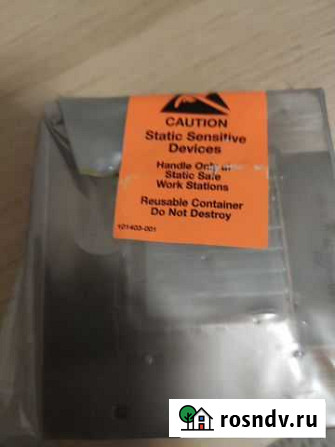 CAUTION
Static Sensitive
Devices
Handle Only at
Static Safe
Work Stations
Reusable Container
Do Not Destroy
121403-001
rosndv.ru